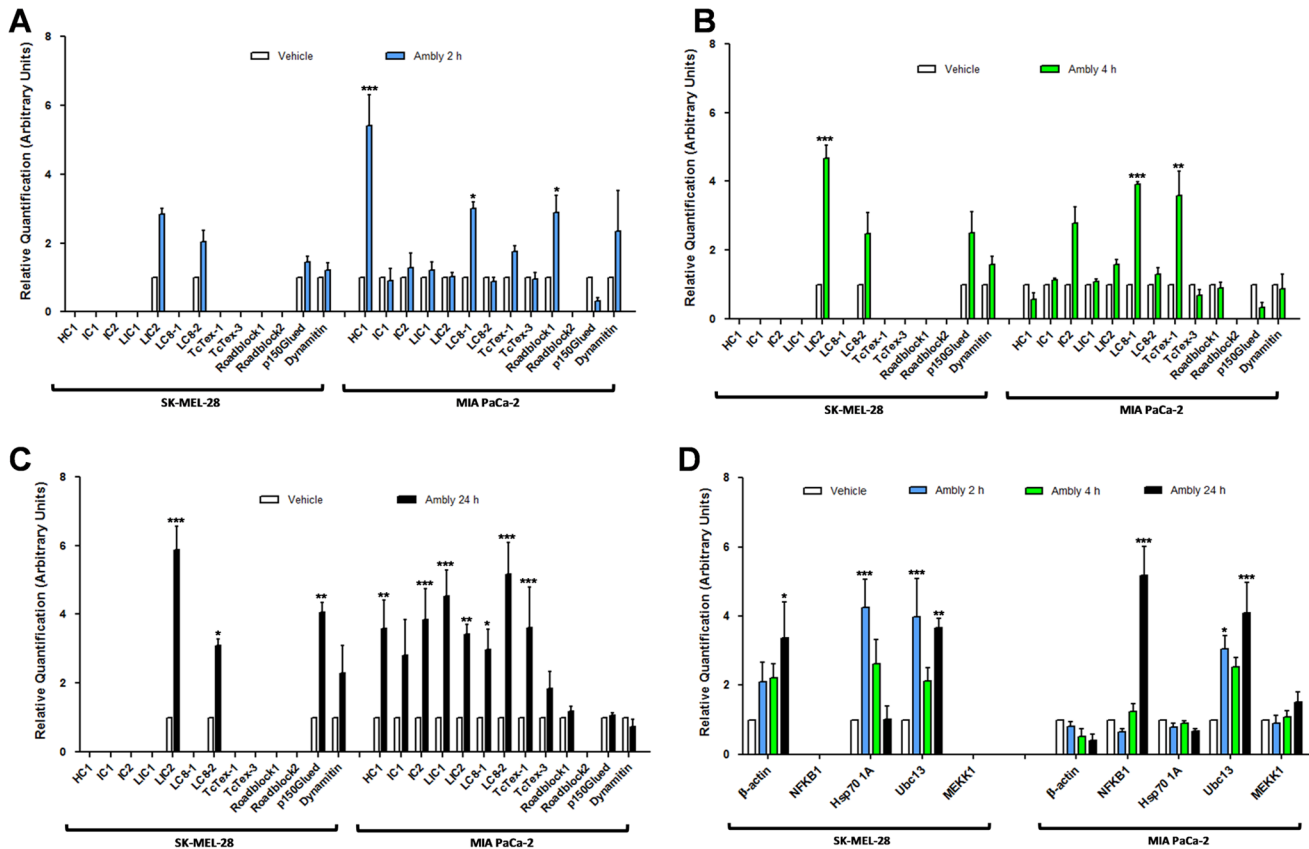 A
Relative Quantification (Arbitrary Units)
8
6
4
2
0
Vehicle
Ambly 2 h
***
*
*
HC1
IC1
IC2
LIC1
LIC2
LC8-1
LC8-2
TcTex-1
TcTex-3
Roadblock1
Roadblock2
p150Glued
Dynamitin
HC1
IC1
IC2
LIC1
LIC2
LC8-1
LC8-2
TcTex-1
TcTex-3
Roadblock1
Roadblock2
p150Glued
Dynamitin
SK-MEL-28
MIA PaCa-2
B
Relative Quantification (Arbitrary Units)
8
6
4
2
0
Vehicle
Ambly 4 h
***
***
**
HC1
IC1
IC2
LIC1
LIC2
LC8-1
LC8-2
TcTex-1
TcTex-3
Roadblock1
Roadblock2
p150Glued
Dynamitin
HC1
IC1
IC2
LIC1
LIC2
LC8-1
LC8-2
TcTex-1
TcTex-3
Roadblock1
Roadblock2
p150Glued
Dynamitin
SK-MEL-28
MIA PaCa-2
C
Relative Quantification (Arbitrary Units)
8
6
4
2
0
Vehicle
Ambly 24 h
***
*
**
**
***
***
**
*
***
***
HC1
IC1
IC2
LIC1
LIC2
LC8-1
LC8-2
TcTex-1
TcTex-3
Roadblock1
Roadblock2
p150Glued
Dynamitin
HC1
IC1
IC2
LIC1
LIC2
LC8-1
LC8-2
TcTex-1
TcTex-3
Roadblock1
Roadblock2
p150Glued
Dynamitin
SK-MEL-28
MIA PaCa-2
D
Relative Quantification (Arbitrary Units)
8
6
4
2
0
Vehicle
Ambly 2 h
Ambly 4 h
Ambly 24 h
*
***
***
**
***
*
***
β-actin
NFKB1
Hsp70 1A
Ubc13
MEKK1
β-actin
NFKB1
Hsp70 1A
Ubc13
MEKK1
SK-MEL-28
MIA PaCa-2